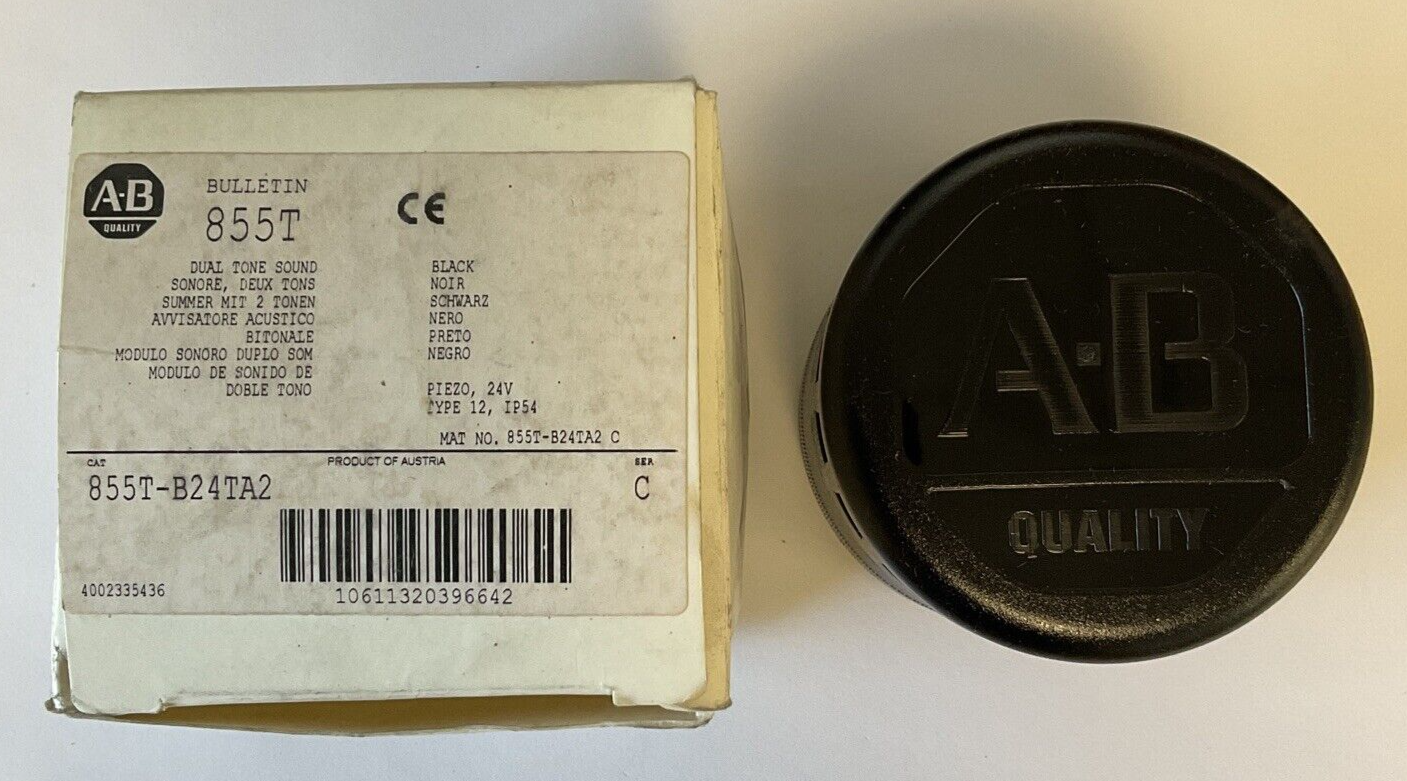 A·B
QUALITY
BULLETIN
855T
CE
DUAL TONE SOUND
SONORE, DEUX TONS
SUMMER MIT 2 TONEN
AVVISATORE ACUSTICO
BITONALE
MODULO SONORO DUPLO SOM
MODULO DE SONIDO DE
DOBLE TONO
BLACK
NOIR
SCHWARZ
NERO
PRETO
NEGRO
PIEZO, 24V
TYPE 12, IP54
MAT NO. 855T-B24TA2 C
CAT
PRODUCT OF AUSTRIA
SER
855T-B24TA2
C
4002335436
10611320396642
A·B
QUALITY